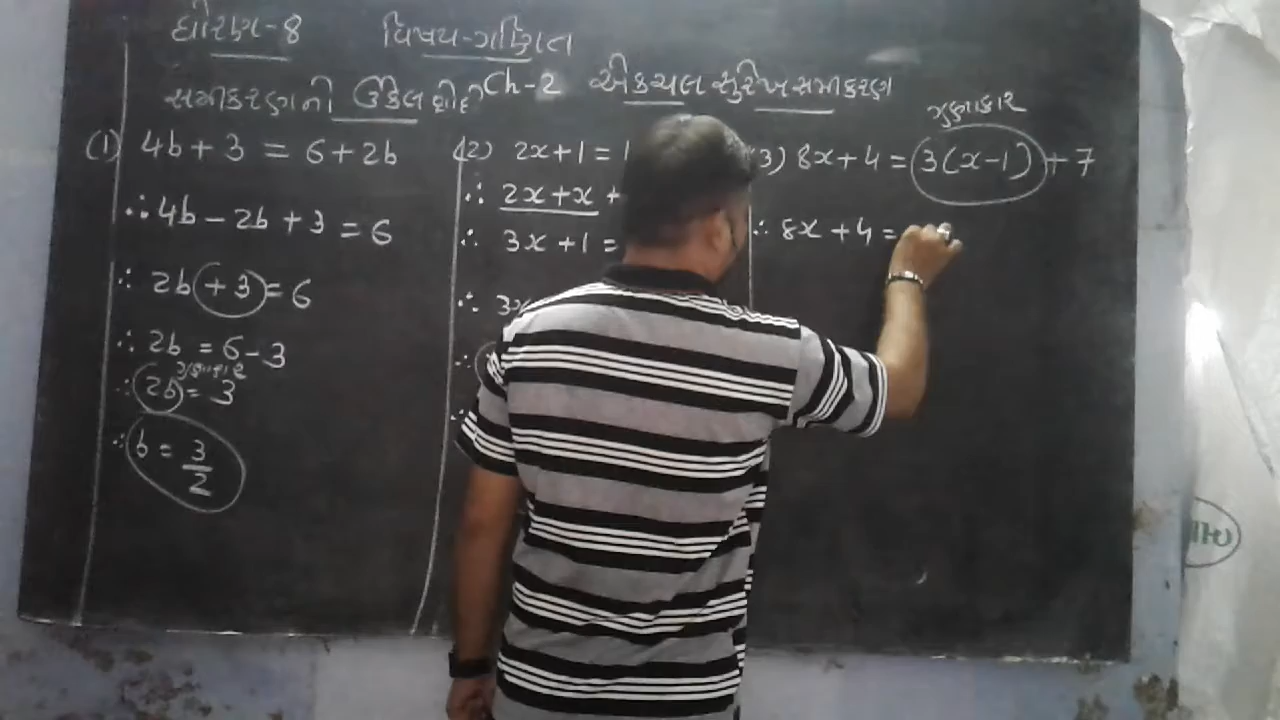 ધોરણ-8 વિષય-ગણિત
સમીકરણની ઉકેલ શોધો Ch-2 એકચલ સુરેખ સમીકરણ
(1) 4b + 3 = 6 + 2b
∴ 4b - 2b + 3 = 6
∴ 2b + 3 = 6
∴ 2b = 6 - 3
ગુણાકાર
∴ 2b = 3
∴ b = 3/2
(2) 2x + 1 = 1
∴ 2x + x +
∴ 3x + 1 =
∴ 3x
ગુણાકાર
(3) 8x + 4 = 3(x - 1) + 7
∴ 8x + 4 =